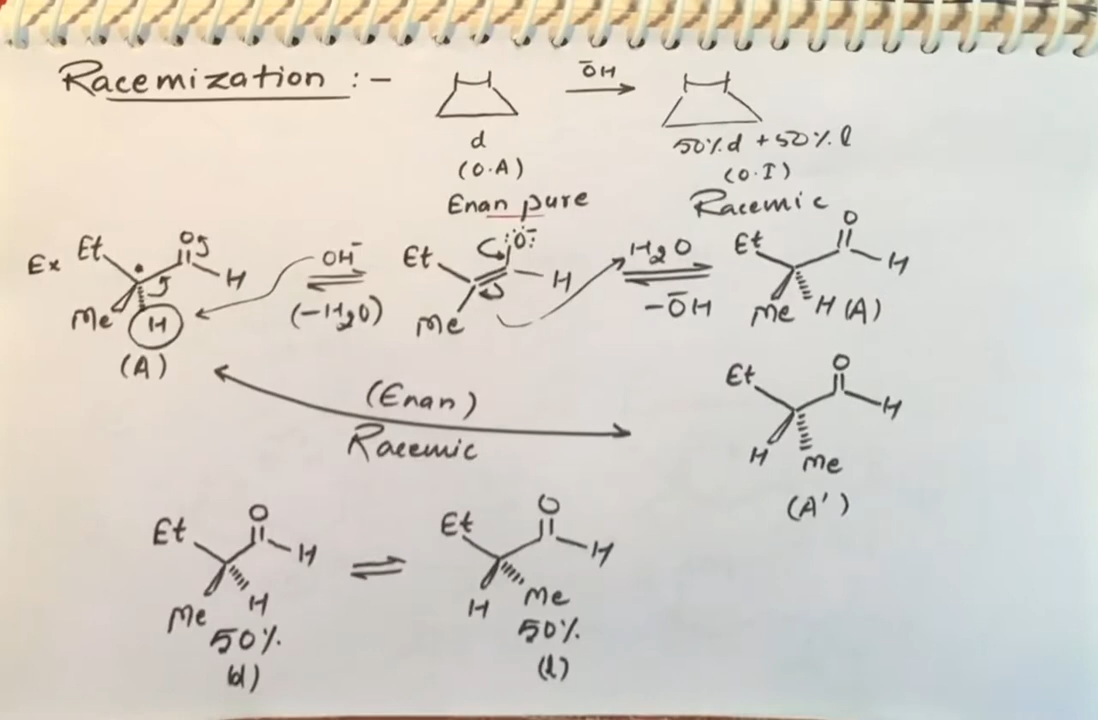 Racemization :-
ŌH
d
50%.d + 50%.l
(O.A)
(O.I)
Enan pure
Racemic
Ex Et O H Me H (A)
OH⁻
(-H₂O)
Et :Ö:⁻ H Me
H₂O
-ŌH
Et O H Me H (A)
(Enan)
Racemic
Et O H H Me (A')
Et O H Me H
50%.
(d)
Et O H H Me
50%.
(l)